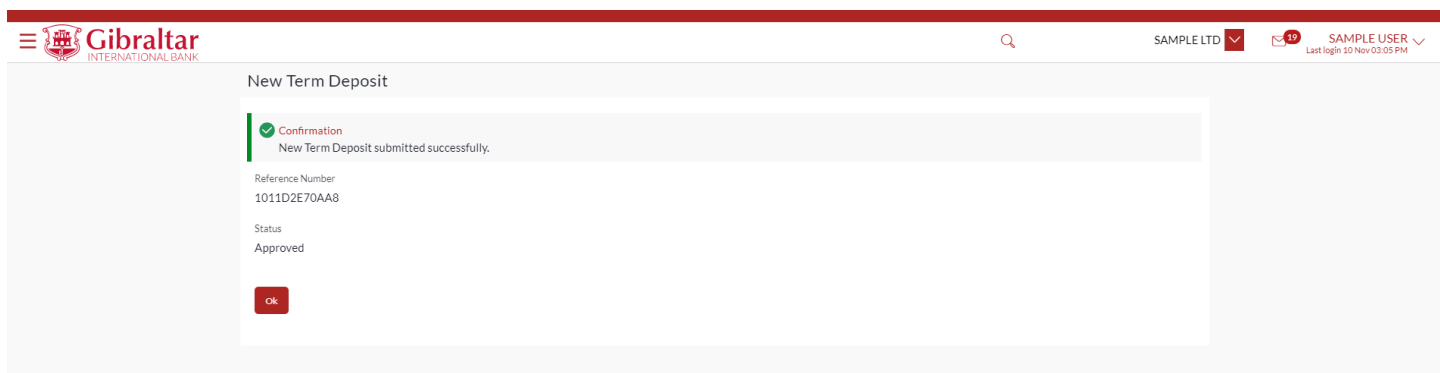 Gibraltar
INTERNATIONAL BANK
SAMPLE LTD
19
SAMPLE USER
Last login 10 Nov 03:05 PM
New Term Deposit
Confirmation
New Term Deposit submitted successfully.
Reference Number
1011D2E70AA8
Status
Approved
Ok